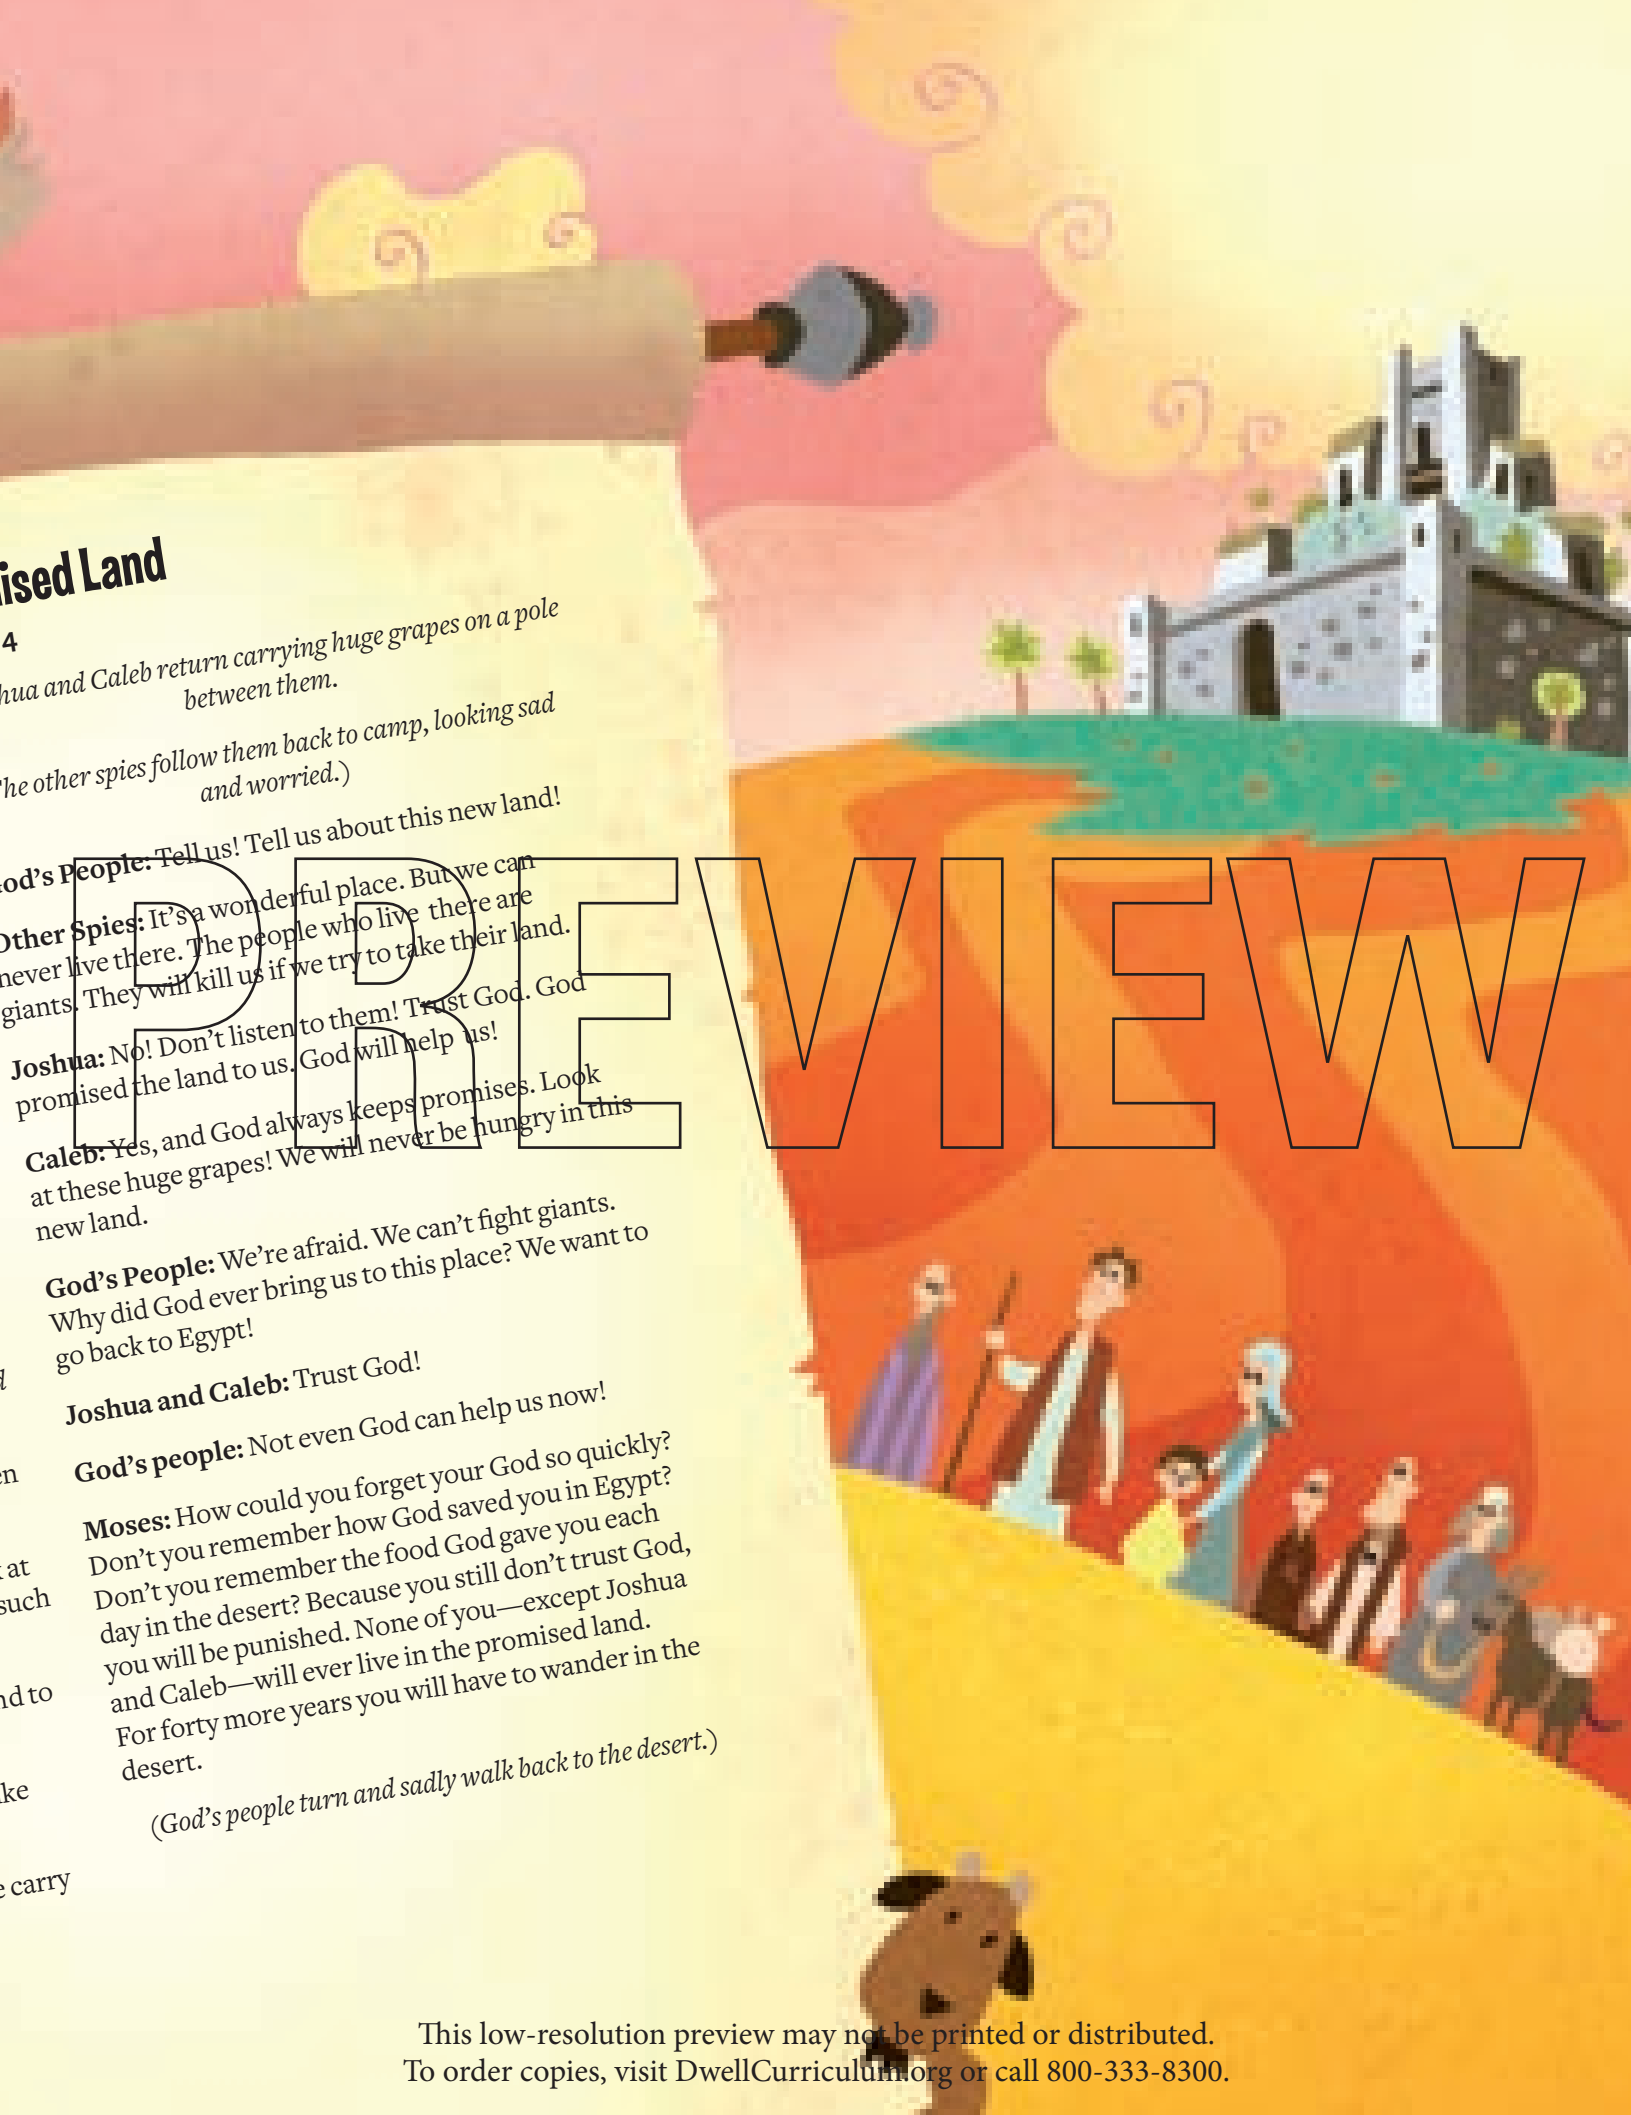 ised Land
4
hua and Caleb return carrying huge grapes on a pole
between them.
he other spies follow them back to camp, looking sad
and worried.)
od's People: Tell us! Tell us about this new land!
Other Spies: It's a wonderful place. But we can
never live there. The people who live there are
giants. They will kill us if we try to take their land.
Joshua: No! Don't listen to them! Trust God. God
promised the land to us. God will help us!
Caleb: Yes, and God always keeps promises. Look
at these huge grapes! We will never be hungry in this
new land.
God's People: We're afraid. We can't fight giants.
Why did God ever bring us to this place? We want to
go back to Egypt!
Joshua and Caleb: Trust God!
God's people: Not even God can help us now!
Moses: How could you forget your God so quickly?
Don't you remember how God saved you in Egypt?
Don't you remember the food God gave you each
day in the desert? Because you still don't trust God,
you will be punished. None of you—except Joshua
and Caleb—will ever live in the promised land.
For forty more years you will have to wander in the
desert.
(God's people turn and sadly walk back to the desert.)
en
at
such
nd to
ke
e carry
PREVIEW
This low-resolution preview may not be printed or distributed.
To order copies, visit DwellCurriculum.org or call 800-333-8300.